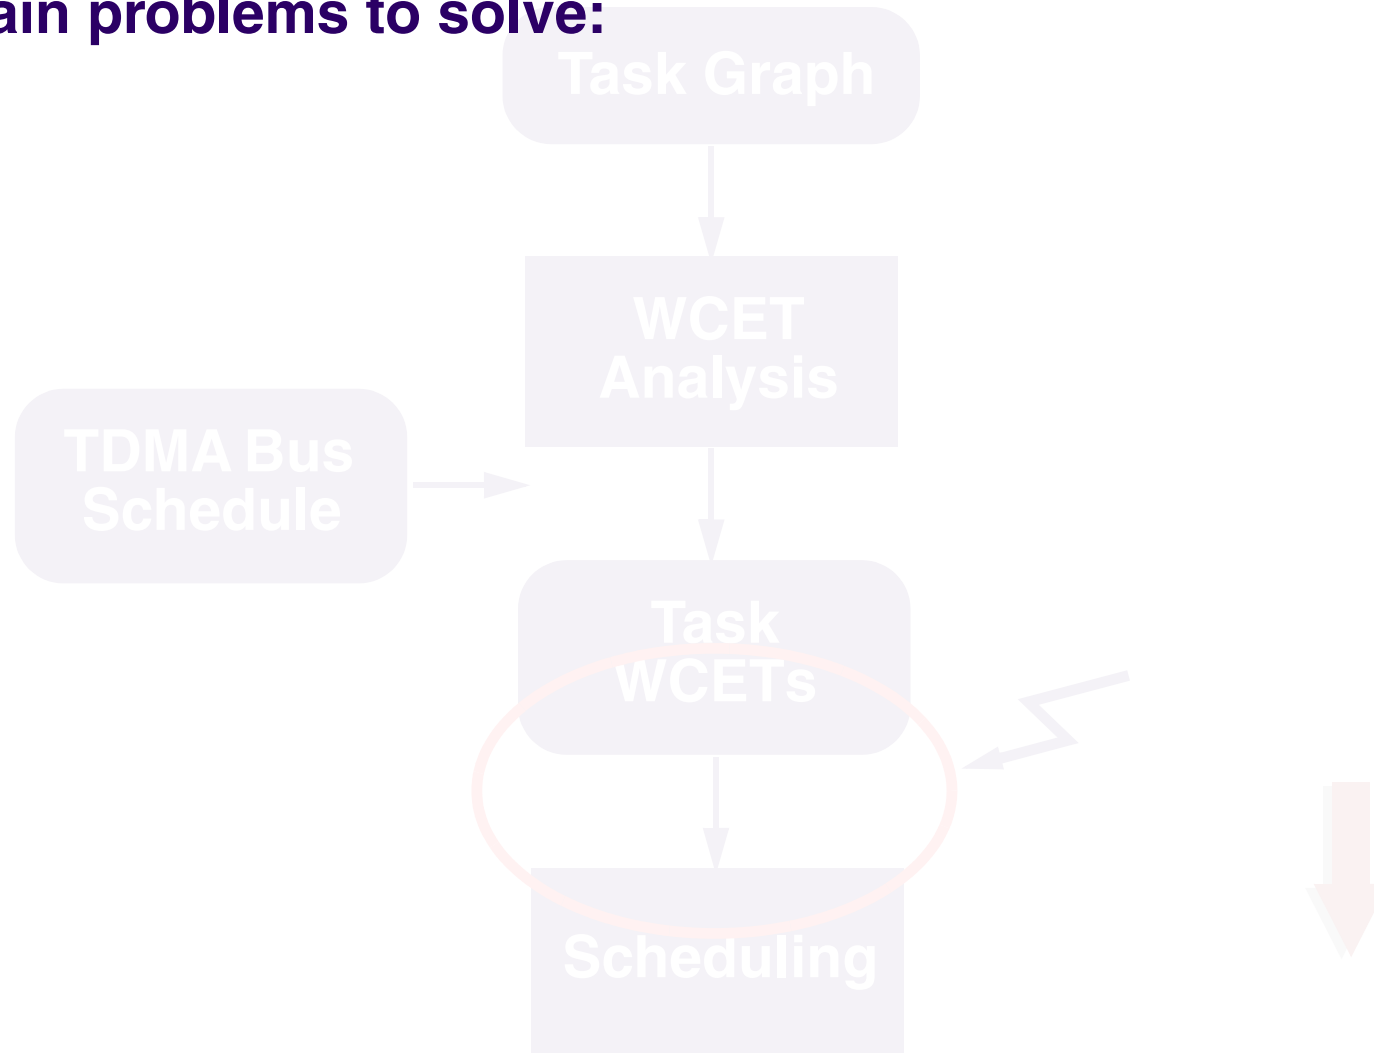 ain problems to solve:
Task Graph
WCET
Analysis
TDMA Bus
Schedule
Task
WCETs
Scheduling